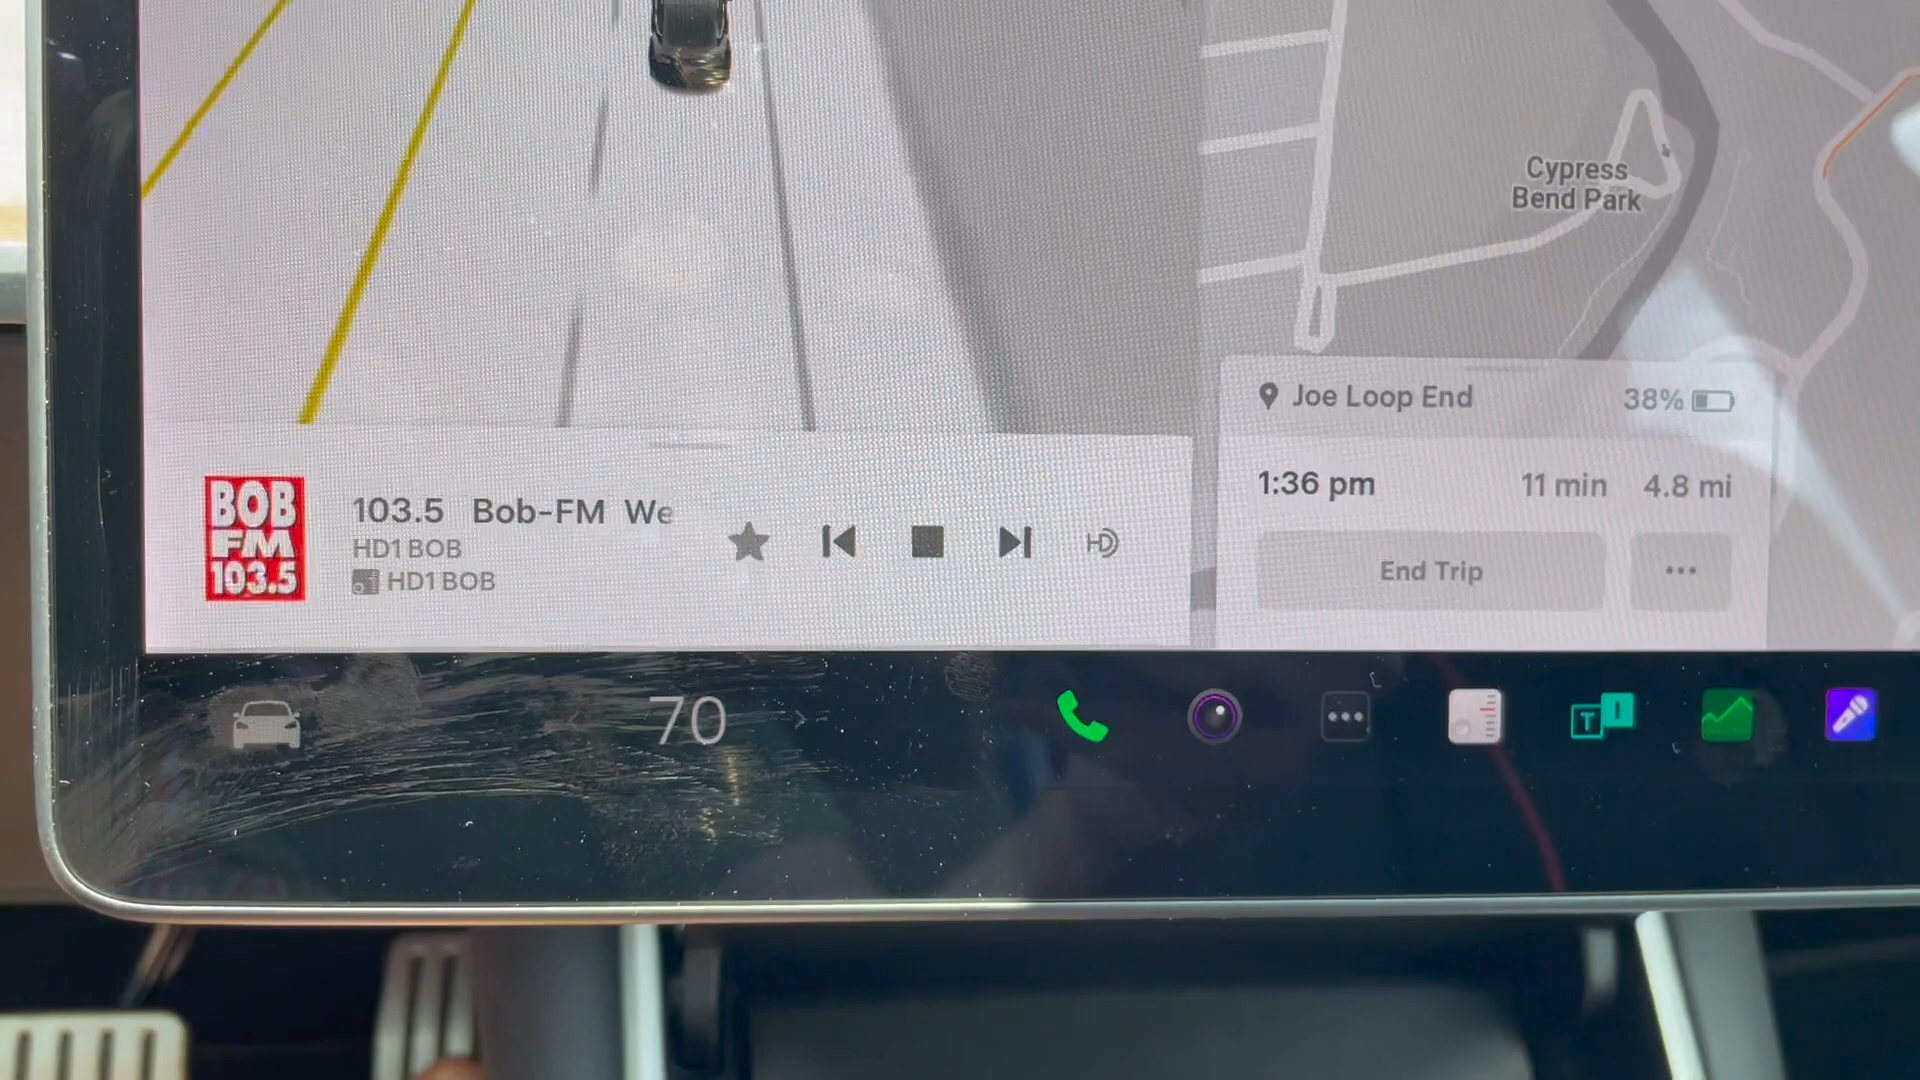 Cypress
Bend Park
Joe Loop End
38%
1:36 pm
11 min
4.8 mi
End Trip
BOB
FM
103.5
103.5 Bob-FM We
HD1 BOB
HD1 BOB
HD
70
T I